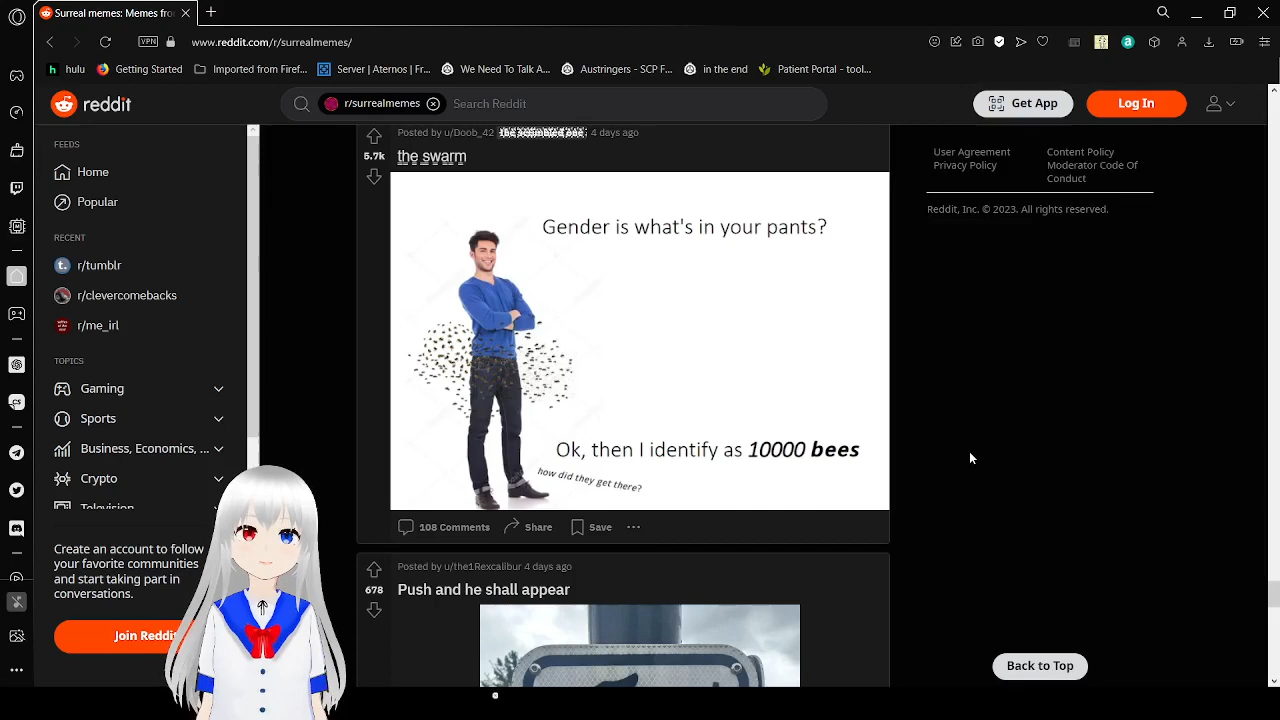 Surreal memes: Memes fro
VPN
www.reddit.com/r/surrealmemes/
hulu
Getting Started
Imported from Firef...
Server | Aternos | Fr...
We Need To Talk A...
Austringers - SCP F...
in the end
Patient Portal - tool...
reddit
r/surrealmemes
Search Reddit
Get App
Log In
FEEDS
Home
Popular
RECENT
r/tumblr
r/clevercomebacks
r/me_irl
TOPICS
Gaming
Sports
Business, Economics, ...
Crypto
Television
Create an account to follow
your favorite communities
and start taking part in
conversations.
Join Reddit
Posted by u/Doob_42
4 days ago
5.7k
the swarm
Gender is what's in your pants?
Ok, then I identify as 10000 bees
how did they get there?
108 Comments
Share
Save
Posted by u/the1Rexcalibur 4 days ago
678
Push and he shall appear
User Agreement
Privacy Policy
Content Policy
Moderator Code Of
Conduct
Reddit, Inc. © 2023. All rights reserved.
Back to Top